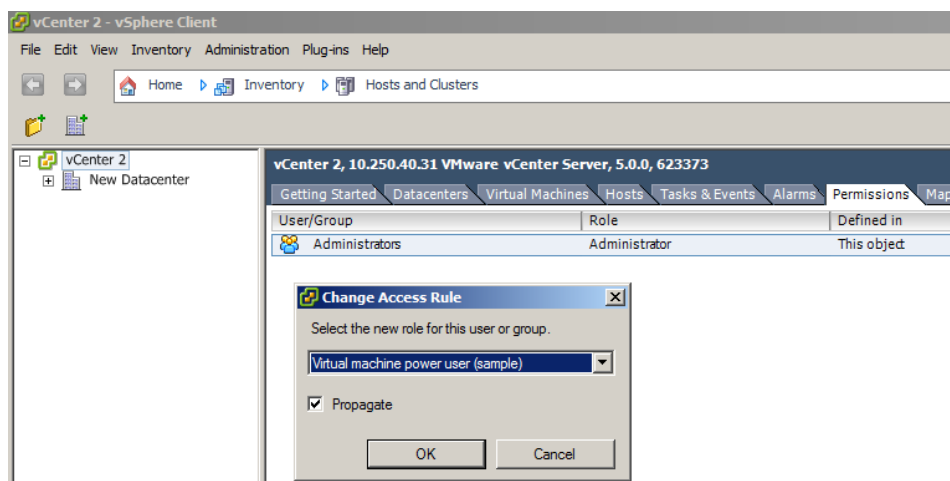 vCenter 2 - vSphere Client
File Edit View Inventory Administration Plug-ins Help
Home Inventory Hosts and Clusters
vCenter 2
New Datacenter
vCenter 2, 10.250.40.31 VMware vCenter Server, 5.0.0, 623373
Getting Started Datacenters Virtual Machines Hosts Tasks & Events Alarms Permissions Map
User/Group Role Defined in
Administrators Administrator This object
Change Access Rule
Select the new role for this user or group.
Virtual machine power user (sample)
Propagate
OK Cancel